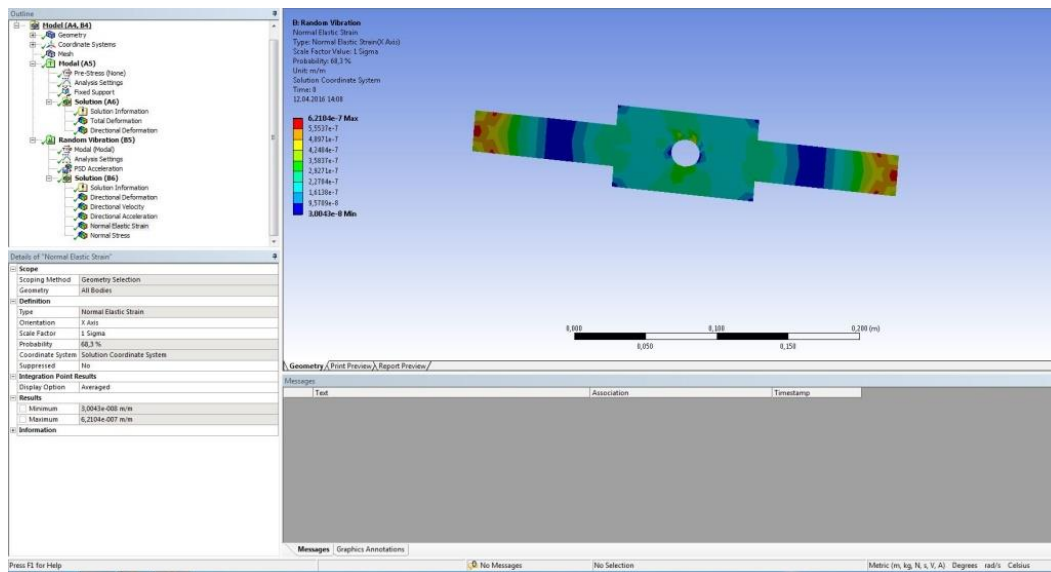 Outline
Model (A4, B4)
Geometry
Coordinate Systems
Mesh
Modal (A5)
Pre-Stress (None)
Analysis Settings
Fixed Support
Solution (A6)
Solution Information
Total Deformation
Directional Deformation
Random Vibration (B5)
Modal (Modal)
Analysis Settings
PSD Acceleration
Solution (B6)
Solution Information
Directional Deformation
Directional Velocity
Directional Acceleration
Normal Elastic Strain
Normal Stress
Details of "Normal Elastic Strain"
Scope
Scoping Method Geometry Selection
Geometry All Bodies
Definition
Type Normal Elastic Strain
Orientation X Axis
Scale Factor 1 Sigma
Probability 68,3 %
Coordinate System Solution Coordinate System
Suppressed No
Integration Point Results
Display Option Averaged
Results
Minimum 3,0043e-008 m/m
Maximum 6,2104e-007 m/m
Information
B: Random Vibration
Normal Elastic Strain
Type: Normal Elastic Strain(X Axis)
Scale Factor Value: 1 Sigma
Probability: 68,3 %
Unit: m/m
Solution Coordinate System
Time: 0
12.04.2016 14:08
6,2104e-7 Max
5,5537e-7
4,8971e-7
4,2404e-7
3,5837e-7
2,9271e-7
2,2704e-7
1,6138e-7
9,5709e-8
3,0043e-8 Min
0,000 0,100 0,200 (m)
0,050 0,150
Geometry Print Preview Report Preview
Messages
Text Association Timestamp
Messages Graphics Annotations
Press F1 for Help No Messages No Selection Metric (m, kg, N, s, V, A) Degrees rad/s Celsius